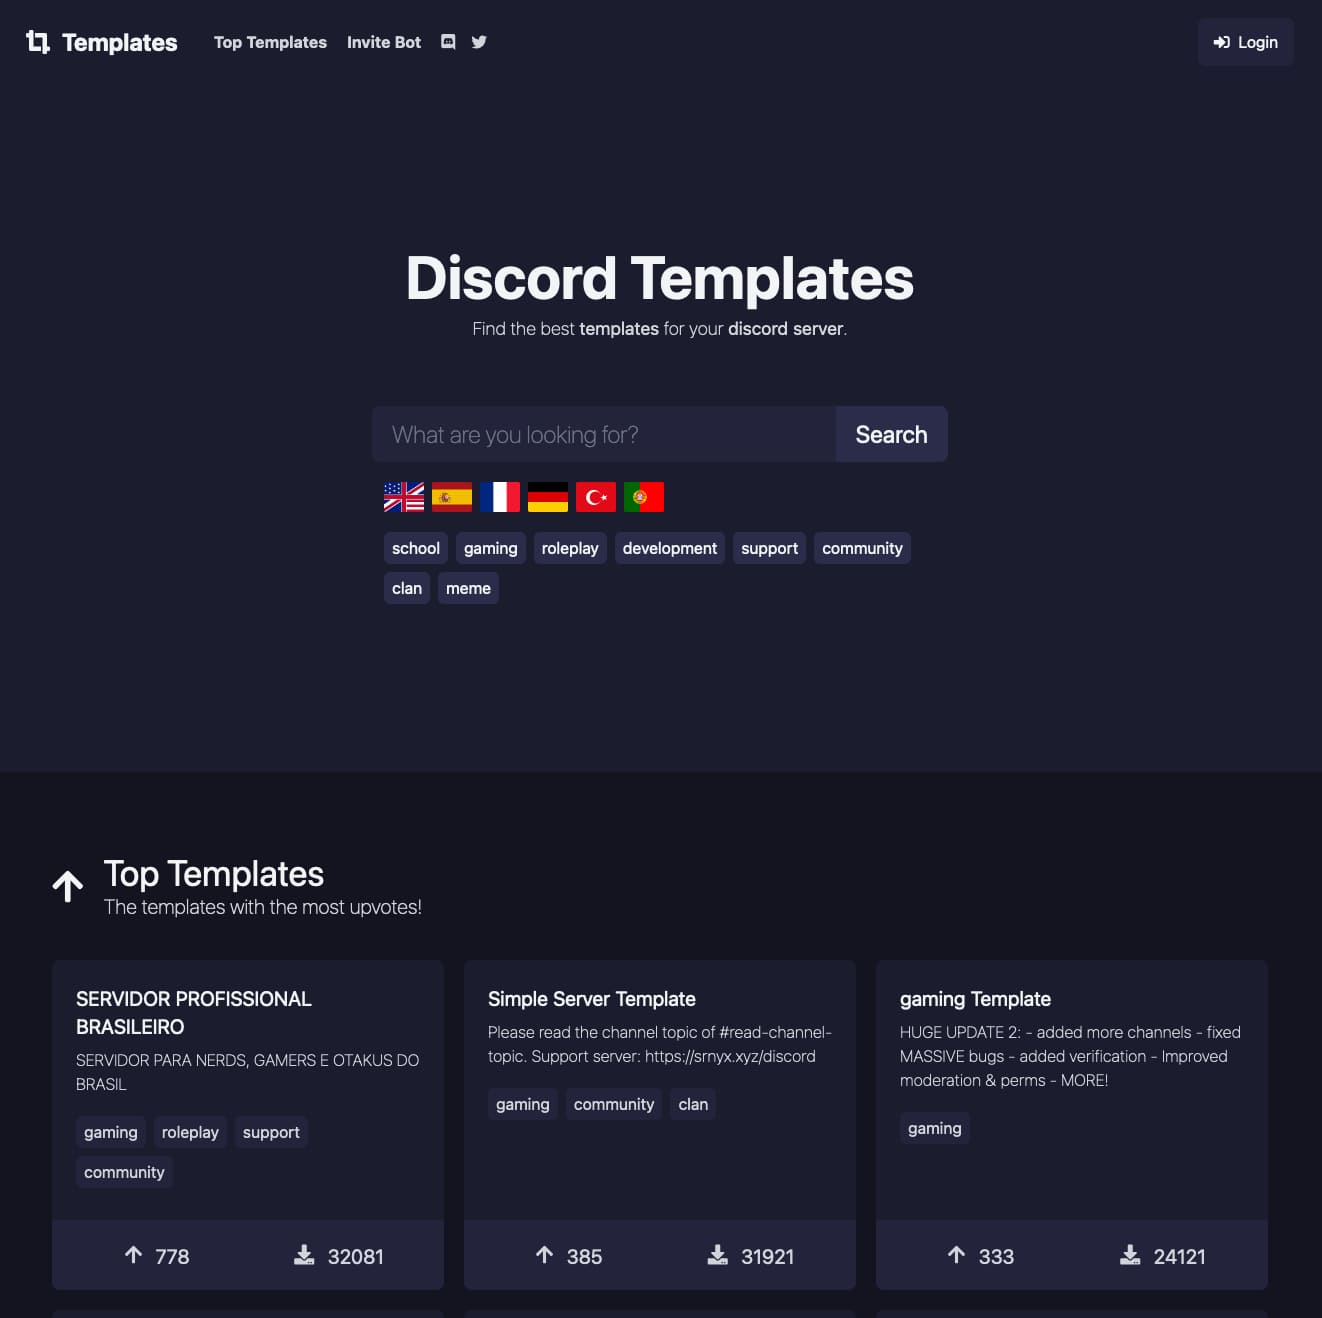 Templates Top Templates Invite Bot Login
Discord Templates
Find the best templates for your discord server.
What are you looking for? Search
school gaming roleplay development support community
clan meme
Top Templates
The templates with the most upvotes!
SERVIDOR PROFISSIONAL
BRASILEIRO
SERVIDOR PARA NERDS, GAMERS E OTAKUS DO
BRASIL
gaming roleplay support
community
778 32081
Simple Server Template
Please read the channel topic of #read-channel-
topic. Support server: https://srnyx.xyz/discord
gaming community clan
385 31921
gaming Template
HUGE UPDATE 2: - added more channels - fixed
MASSIVE bugs - added verification - Improved
moderation & perms - MORE!
gaming
333 24121